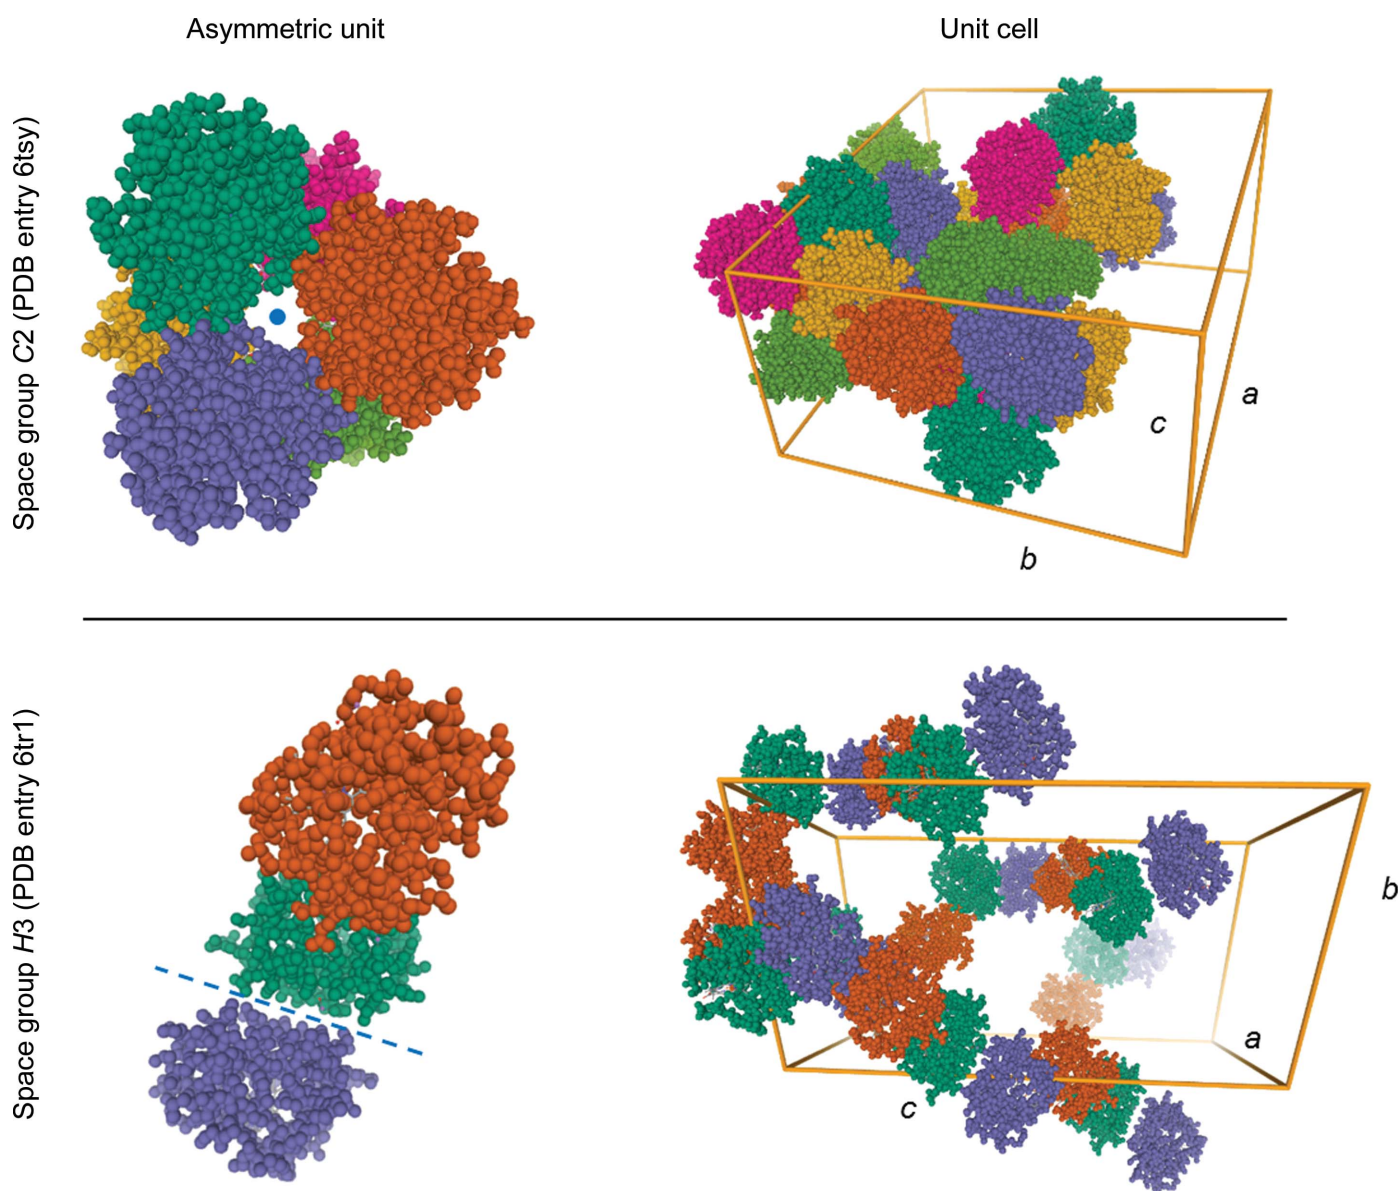 Asymmetric unit
Unit cell
Space group C2 (PDB entry 6tsy)
a
c
b
Space group H3 (PDB entry 6tr1)
b
a
c